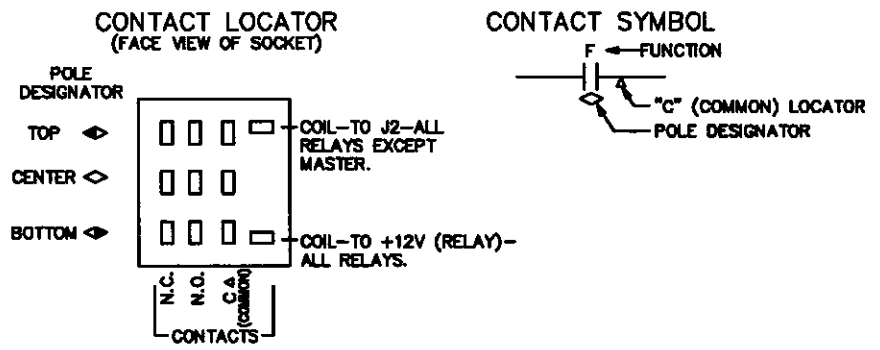 CONTACT LOCATOR
(FACE VIEW OF SOCKET)
POLE
DESIGNATOR
TOP
CENTER
BOTTOM
COIL-TO J2-ALL
RELAYS EXCEPT
MASTER.
COIL-TO +12V (RELAY)-
ALL RELAYS.
N.C.
N.O.
C
(COMMON)
CONTACTS
CONTACT SYMBOL
F
FUNCTION
"C" (COMMON) LOCATOR
POLE DESIGNATOR